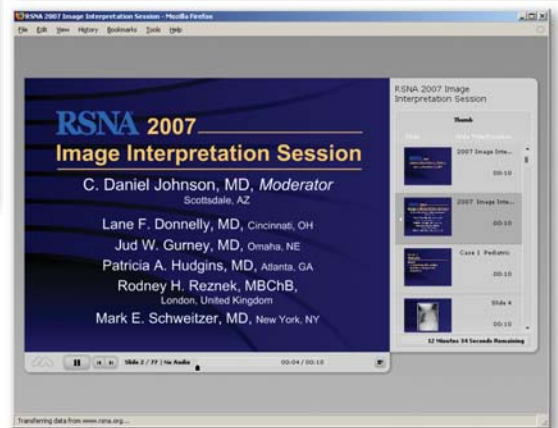 RSNA 2007 Image Interpretation Session - Mozilla Firefox
File Edit View History Bookmarks Tools Help
RSNA 2007
Image Interpretation Session
C. Daniel Johnson, MD, Moderator
Scottsdale, AZ
Lane F. Donnelly, MD, Cincinnati, OH
Jud W. Gurney, MD, Omaha, NE
Patricia A. Hudgins, MD, Atlanta, GA
Rodney H. Reznek, MBChB,
London, United Kingdom
Mark E. Schweitzer, MD, New York, NY
RSNA 2007 Image
Interpretation Session
Thumb
2007 Image Inte...
00:10
2007 Image Inte...
00:10
Case 1 Pediatric
00:10
Slide 4
00:10
12 Minutes 34 Seconds Remaining
Slide 2 / 77 | No Audio
00:04 / 00:10
Transferring data from www.rsna.org...